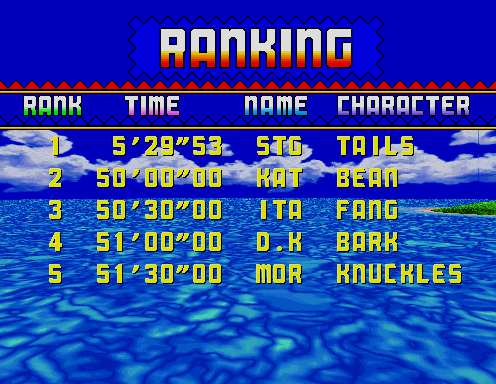 RANKING
RANK TIME NAME CHARACTER
1 5'29"53 STG TAILS
2 50'00"00 KAT BEAN
3 50'30"00 ITA FANG
4 51'00"00 D.K BARK
5 51'30"00 MOR KNUCKLES